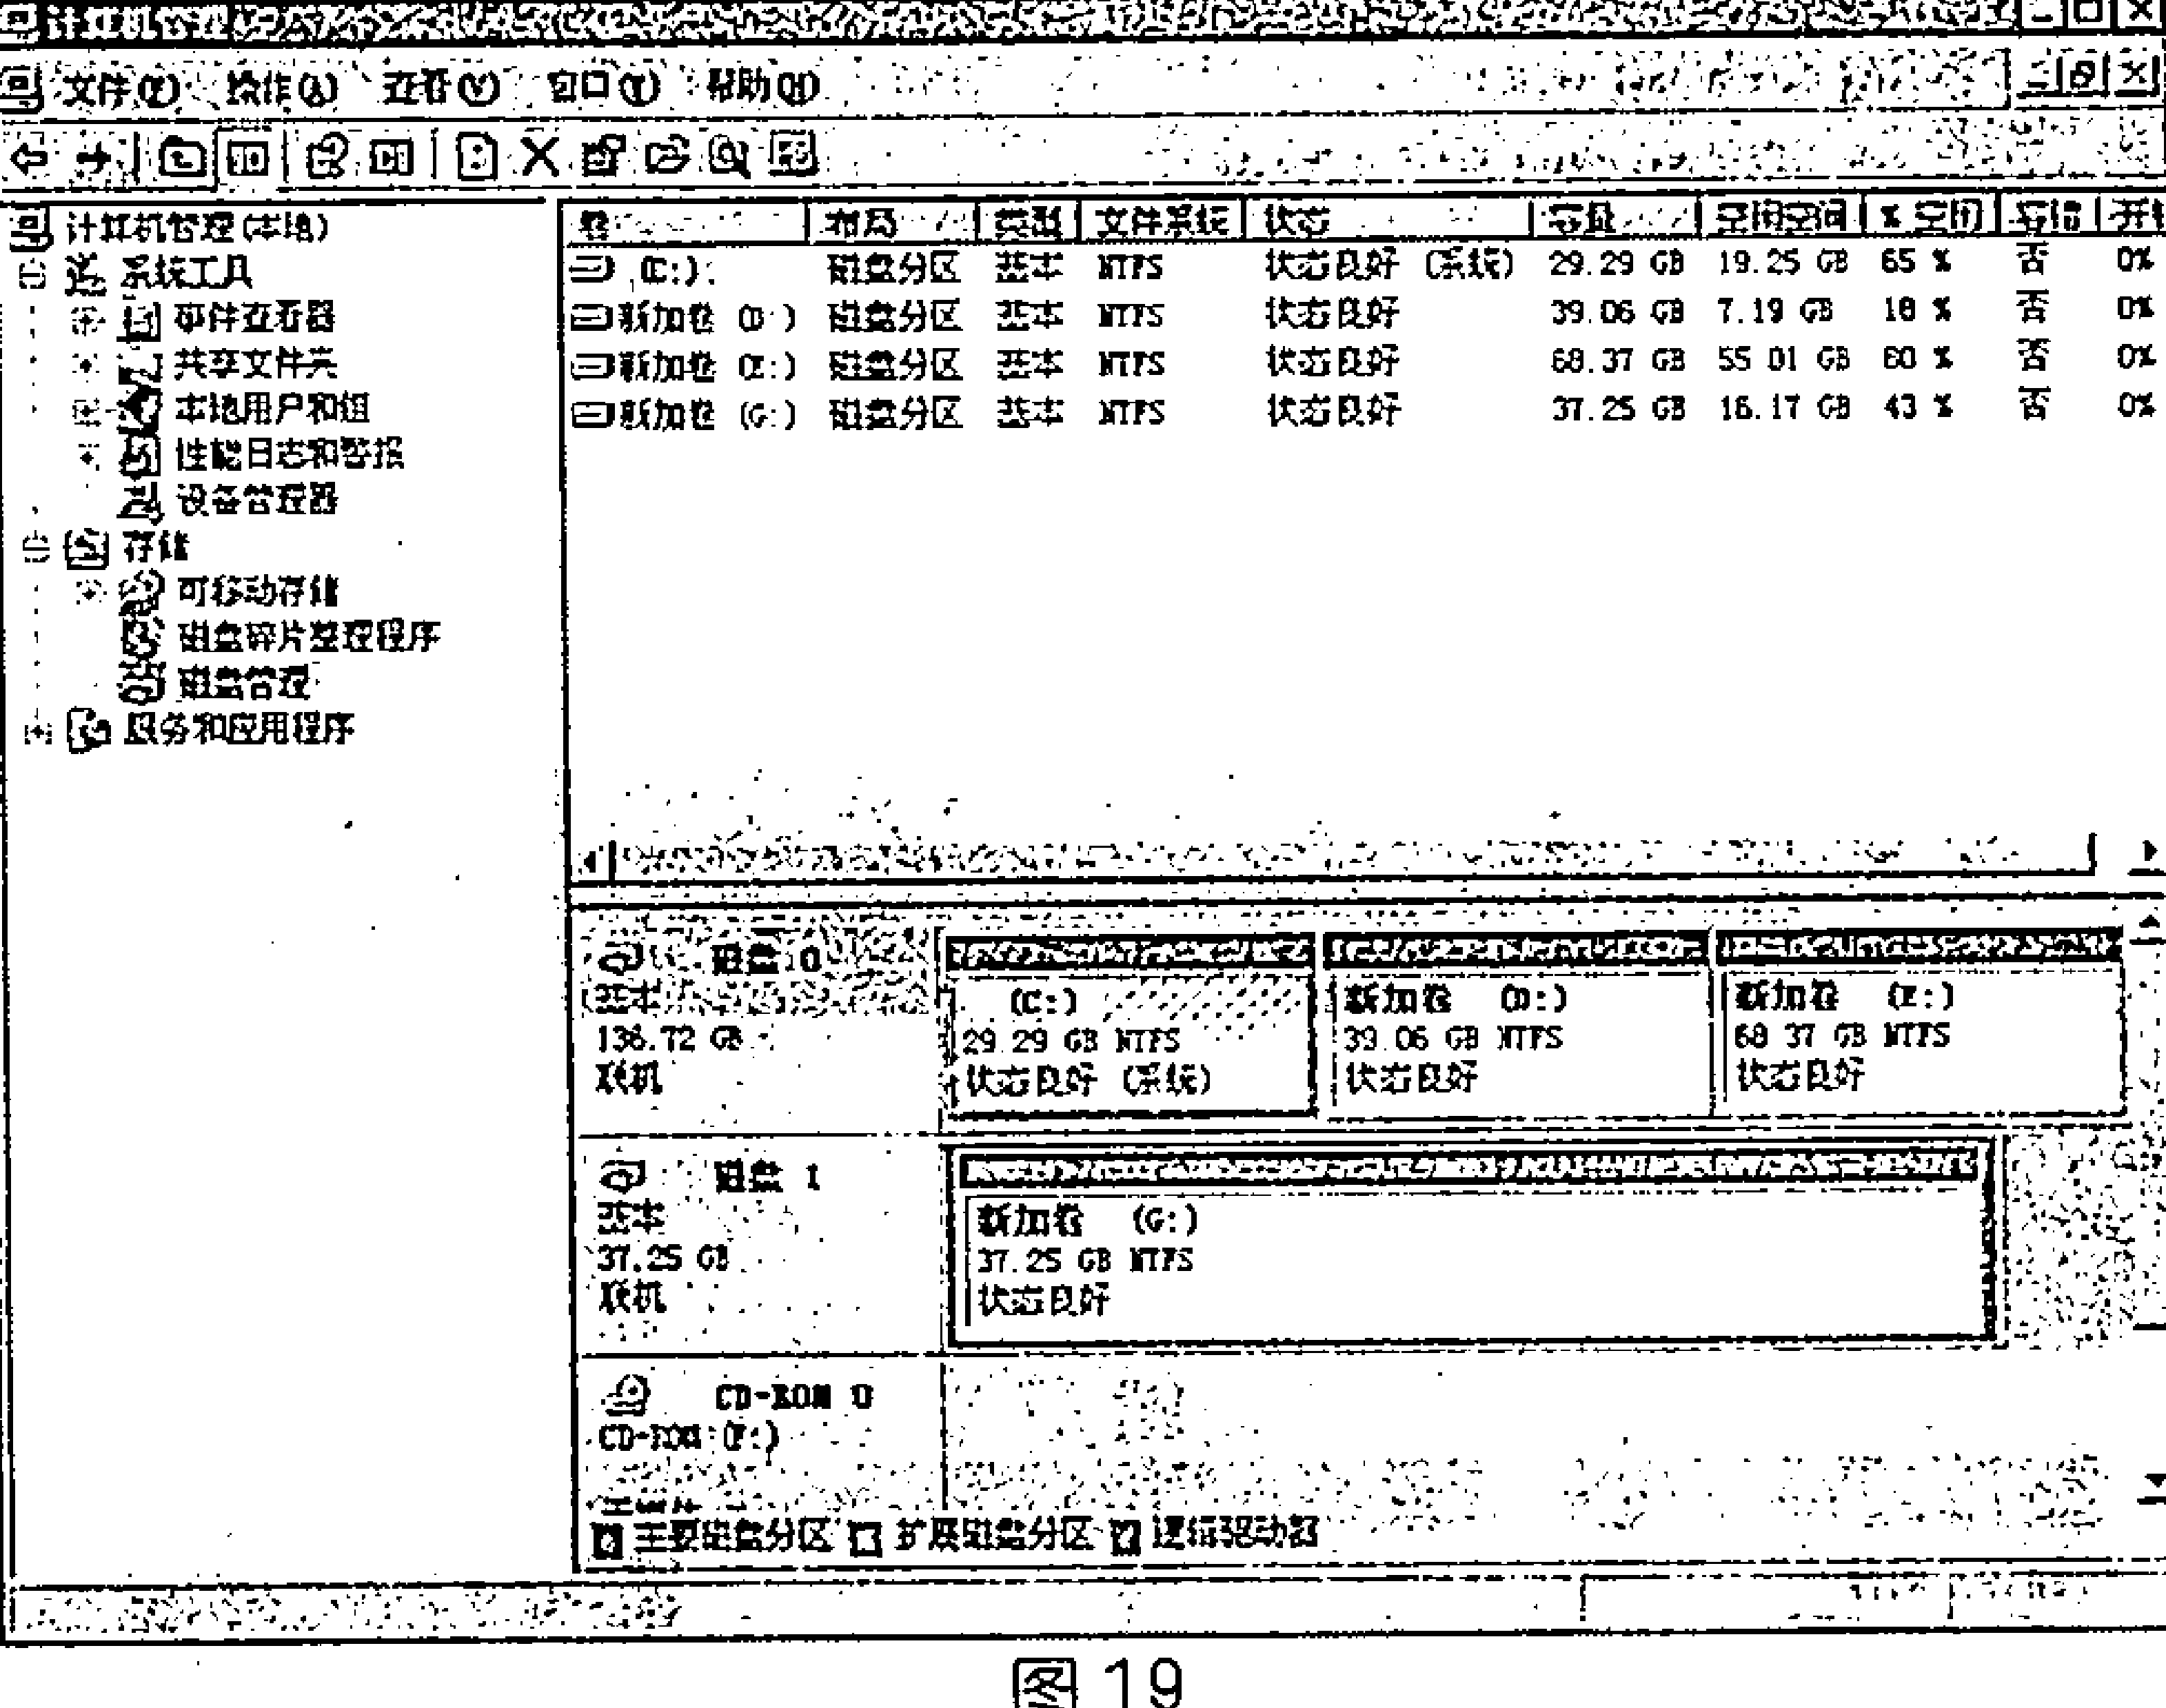 计算机管理
文件(F) 操作(A) 查看(V) 窗口(W) 帮助(H)
计算机管理(本地)
系统工具
事件查看器
共享文件夹
本地用户和组
性能日志和警报
设备管理器
存储
可移动存储
磁盘碎片整理程序
磁盘管理
服务和应用程序
卷 布局 类型 文件系统 状态 容量 空闲空间 % 空闲 容错 开
(C:) 磁盘分区 基本 NTFS 状态良好 (系统) 29.29 GB 19.25 GB 65 % 否 0%
新加卷 (D:) 磁盘分区 基本 NTFS 状态良好 39.06 GB 7.19 GB 18 % 否 0%
新加卷 (E:) 磁盘分区 基本 NTFS 状态良好 68.37 GB 55.01 GB 80 % 否 0%
新加卷 (G:) 磁盘分区 基本 NTFS 状态良好 37.25 GB 16.17 GB 43 % 否 0%
磁盘 0
基本
136.72 GB
联机
(C:)
29.29 GB NTFS
状态良好 (系统)
新加卷 (D:)
39.06 GB NTFS
状态良好
新加卷 (E:)
68.37 GB NTFS
状态良好
磁盘 1
基本
37.25 GB
联机
新加卷 (G:)
37.25 GB NTFS
状态良好
CD-ROM 0
CD-ROM (F:)
主要磁盘分区 扩展磁盘分区 逻辑驱动器
图 19